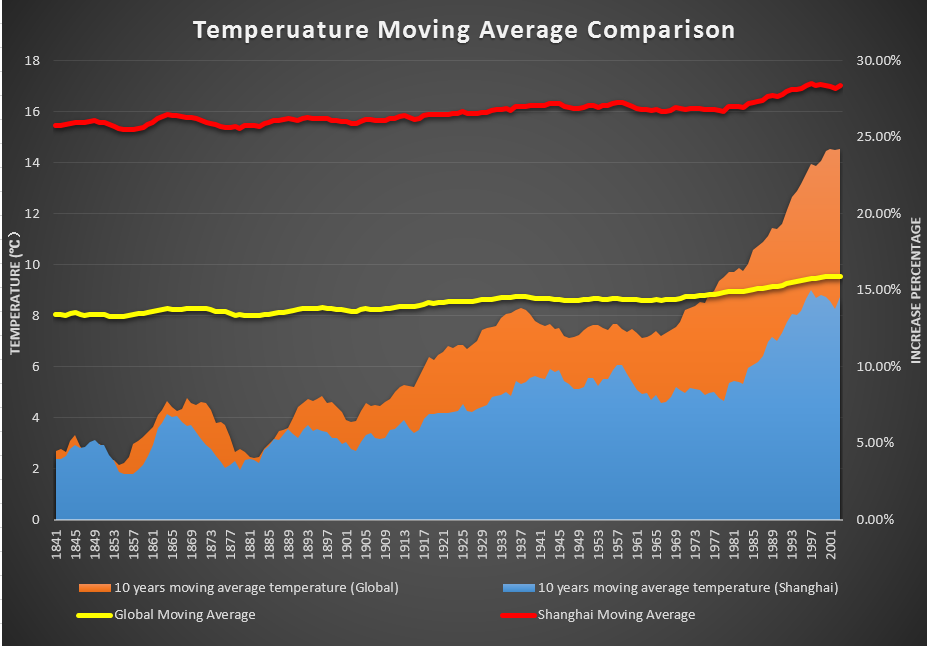 Temperuature Moving Average Comparison
18
16
14
12
10
8
6
4
2
0
TEMPERATURE (℃)
30.00%
25.00%
20.00%
15.00%
10.00%
5.00%
0.00%
INCREASE PERCENTAGE
1841 1845 1849 1853 1857 1861 1865 1869 1873 1877 1881 1885 1889 1893 1897 1901 1905 1909 1913 1917 1921 1925 1929 1933 1937 1941 1945 1949 1953 1957 1961 1965 1969 1973 1977 1981 1985 1989 1993 1997 2001
10 years moving average temperature (Global)
10 years moving average temperature (Shanghai)
Global Moving Average
Shanghai Moving Average